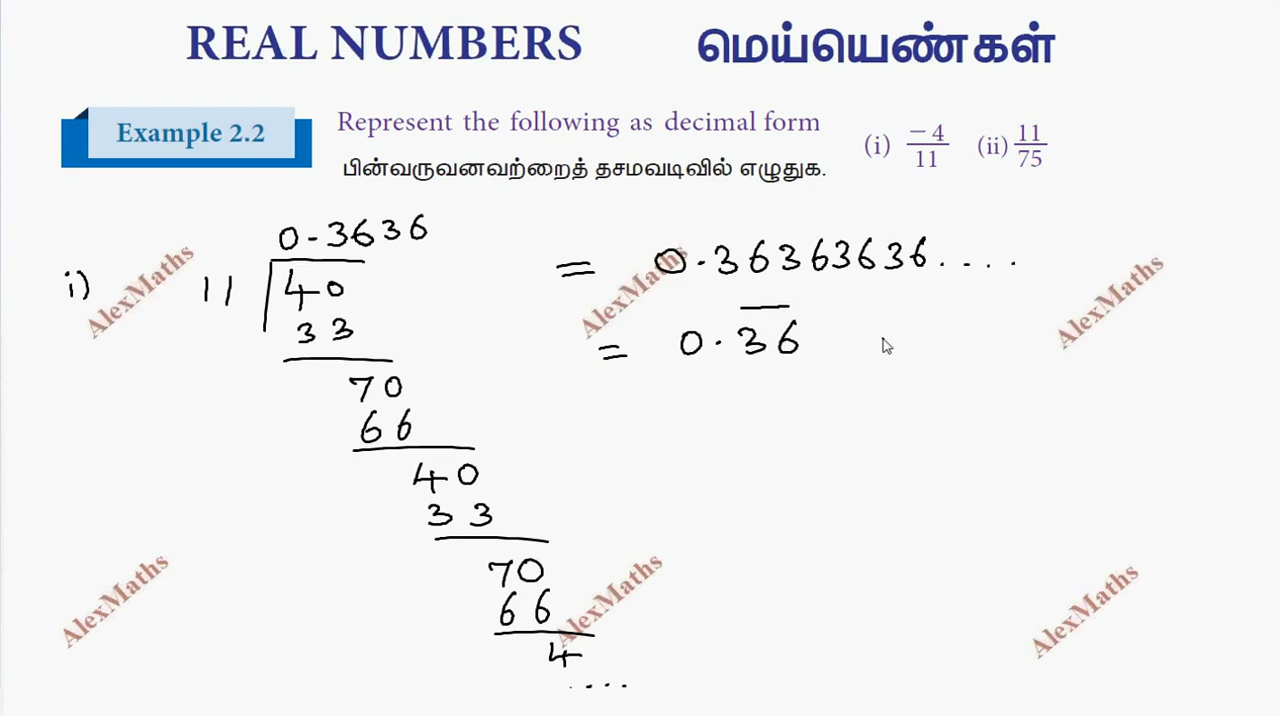 REAL NUMBERS மெய்யெண்கள்
Example 2.2 Represent the following as decimal form (i) -4/11 (ii) 11/75
பின்வருவனவற்றைத் தசமவடிவில் எழுதுக.
0.3636
i) 11 40 = 0.36363636....
33
= 0.3̅6̅
70
66
40
33
70
66
4
....
AlexMaths
AlexMaths
AlexMaths
AlexMaths
AlexMaths
AlexMaths